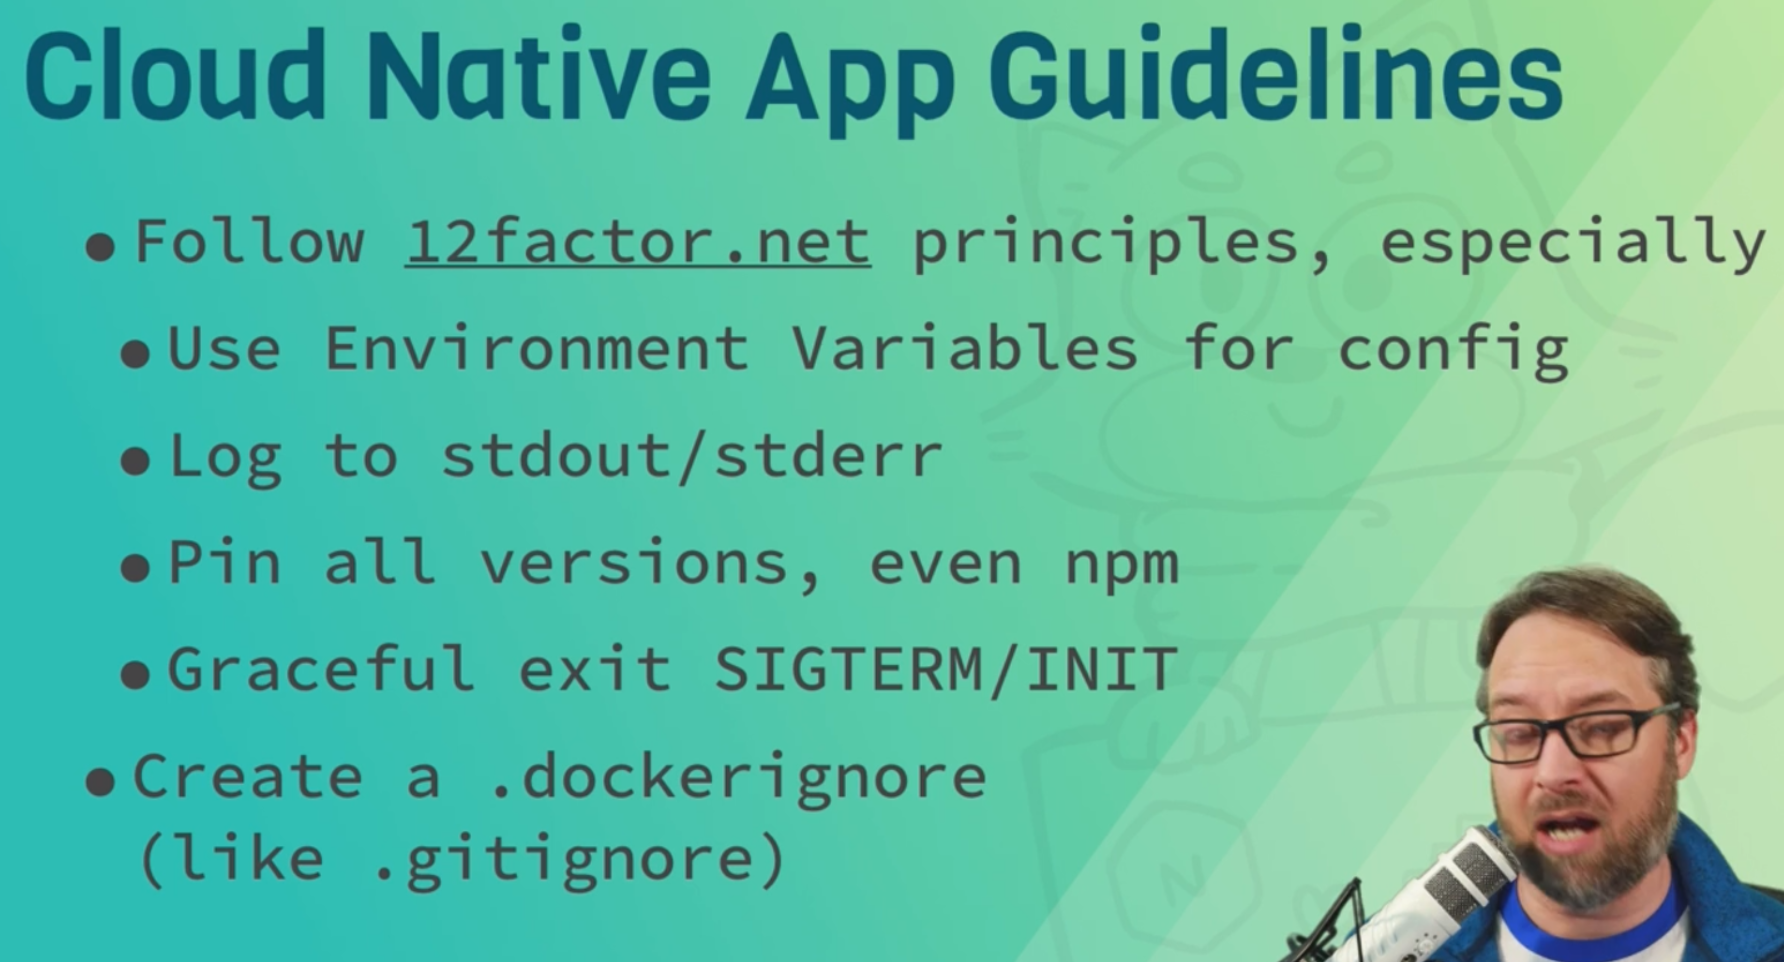 Cloud Native App Guidelines
• Follow 12factor.net principles, especially
• Use Environment Variables for config
• Log to stdout/stderr
• Pin all versions, even npm
• Graceful exit SIGTERM/INIT
• Create a .dockerignore
(like .gitignore)
N